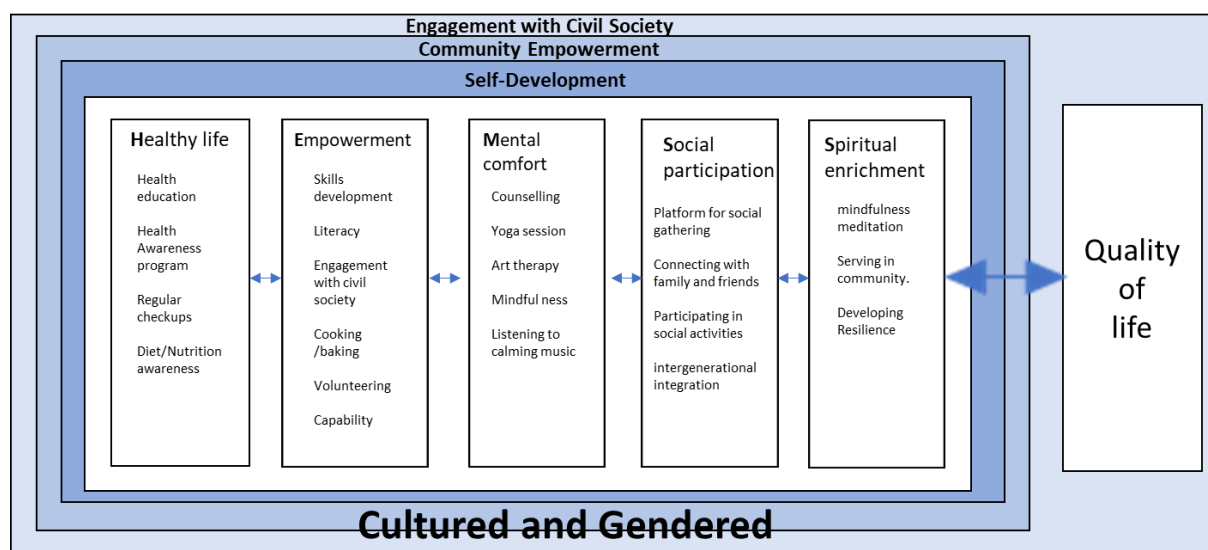 Engagement with Civil Society
Community Empowerment
Self-Development
Healthy life
Health
education
Health
Awareness
program
Regular
checkups
Diet/Nutrition
awareness
Empowerment
Skills
development
Literacy
Engagement
with civil
society
Cooking
/baking
Volunteering
Capability
Mental
comfort
Counselling
Yoga session
Art therapy
Mindful ness
Listening to
calming music
Social
participation
Platform for social
gathering
Connecting with
family and friends
Participating in
social activities
intergenerational
integration
Spiritual
enrichment
mindfulness
meditation
Serving in
community.
Developing
Resilience
Quality
of
life
Cultured and Gendered